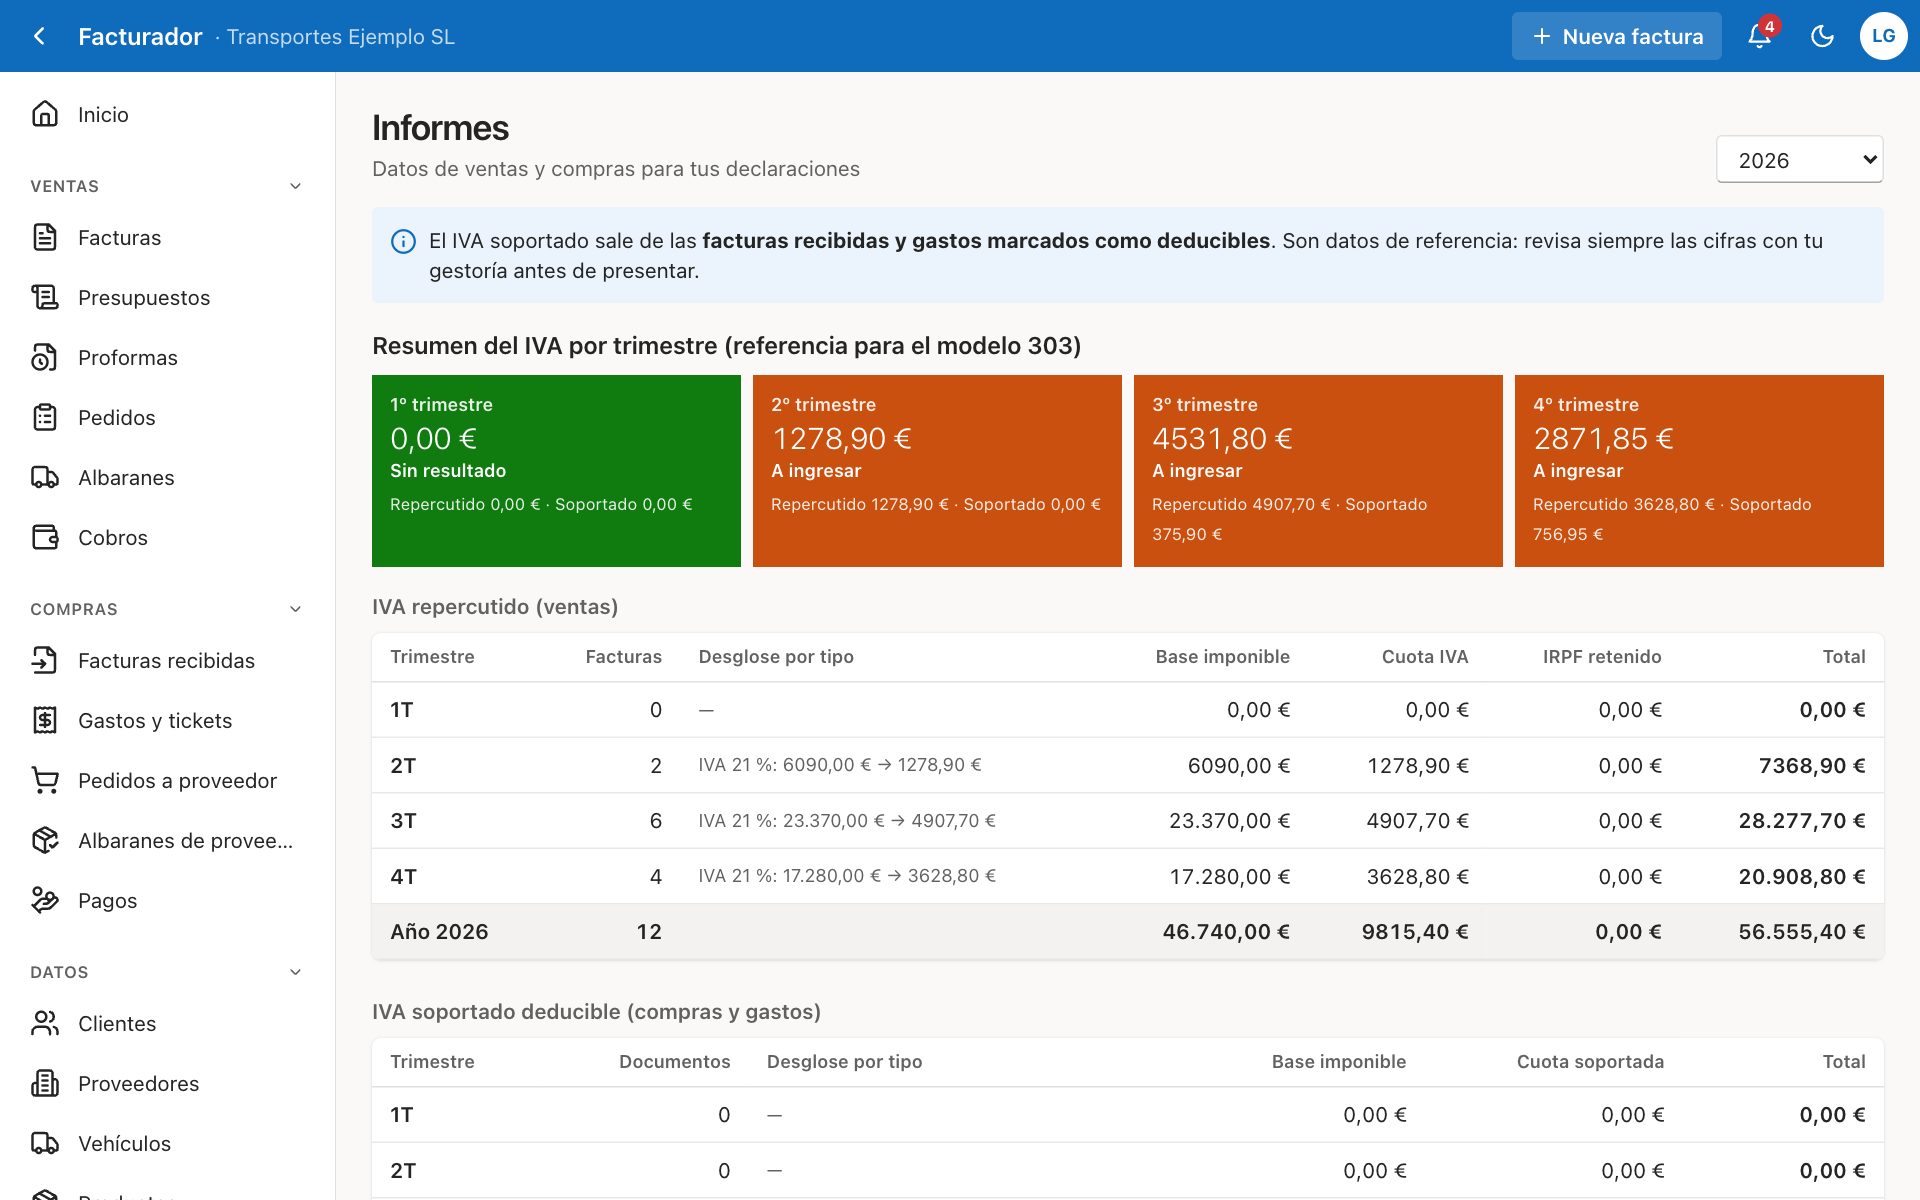 Facturador · Transportes Ejemplo SL
+ Nueva factura
4
LG
Inicio
VENTAS
Facturas
Presupuestos
Proformas
Pedidos
Albaranes
Cobros
COMPRAS
Facturas recibidas
Gastos y tickets
Pedidos a proveedor
Albaranes de provee...
Pagos
DATOS
Clientes
Proveedores
Vehículos
Informes
Datos de ventas y compras para tus declaraciones
2026
El IVA soportado sale de las facturas recibidas y gastos marcados como deducibles. Son datos de referencia: revisa siempre las cifras con tu
gestoría antes de presentar.
Resumen del IVA por trimestre (referencia para el modelo 303)
1º trimestre
0,00 €
Sin resultado
Repercutido 0,00 € · Soportado 0,00 €
2º trimestre
1278,90 €
A ingresar
Repercutido 1278,90 € · Soportado 0,00 €
3º trimestre
4531,80 €
A ingresar
Repercutido 4907,70 € · Soportado
375,90 €
4º trimestre
2871,85 €
A ingresar
Repercutido 3628,80 € · Soportado
756,95 €
IVA repercutido (ventas)
Trimestre Facturas Desglose por tipo Base imponible Cuota IVA IRPF retenido Total
1T 0 — 0,00 € 0,00 € 0,00 € 0,00 €
2T 2 IVA 21 %: 6090,00 € → 1278,90 € 6090,00 € 1278,90 € 0,00 € 7368,90 €
3T 6 IVA 21 %: 23.370,00 € → 4907,70 € 23.370,00 € 4907,70 € 0,00 € 28.277,70 €
4T 4 IVA 21 %: 17.280,00 € → 3628,80 € 17.280,00 € 3628,80 € 0,00 € 20.908,80 €
Año 2026 12 46.740,00 € 9815,40 € 0,00 € 56.555,40 €
IVA soportado deducible (compras y gastos)
Trimestre Documentos Desglose por tipo Base imponible Cuota soportada Total
1T 0 — 0,00 € 0,00 € 0,00 €
2T 0 — 0,00 € 0,00 € 0,00 €